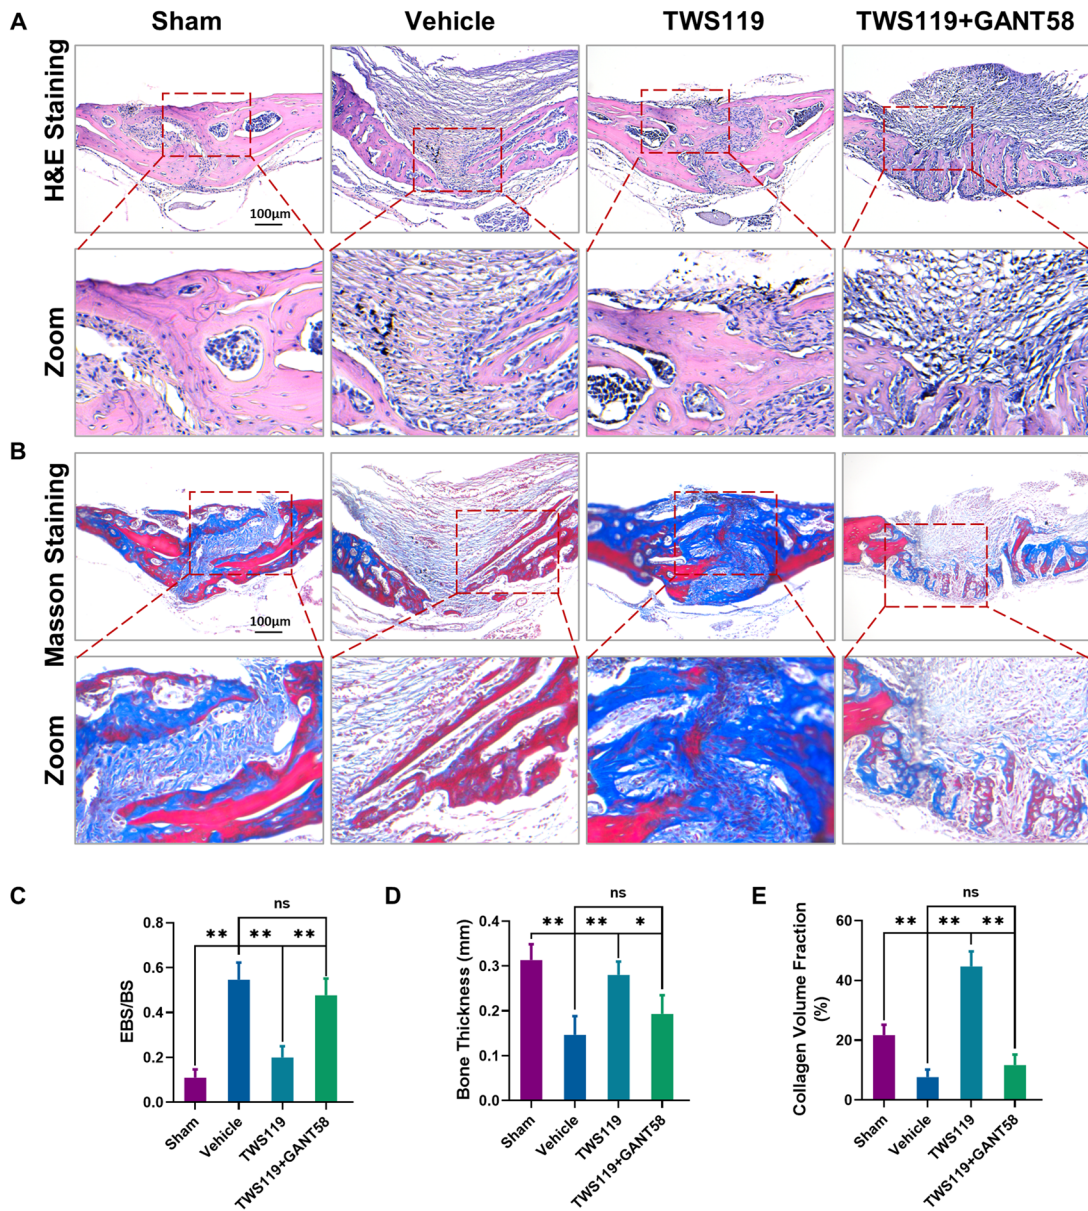 A
Sham
Vehicle
TWS119
TWS119+GANT58
H&E Staining
100μm
Zoom
B
Masson Staining
100μm
Zoom
C
EBS/BS
0.8
0.6
0.4
0.2
0.0
ns
** ** **
Sham
Vehicle
TWS119
TWS119+GANT58
D
Bone Thickness (mm)
0.4
0.3
0.2
0.1
0.0
ns
** ** *
Sham
Vehicle
TWS119
TWS119+GANT58
E
Collagen Volume Fraction
(%)
60
40
20
0
ns
** ** **
Sham
Vehicle
TWS119
TWS119+GANT58